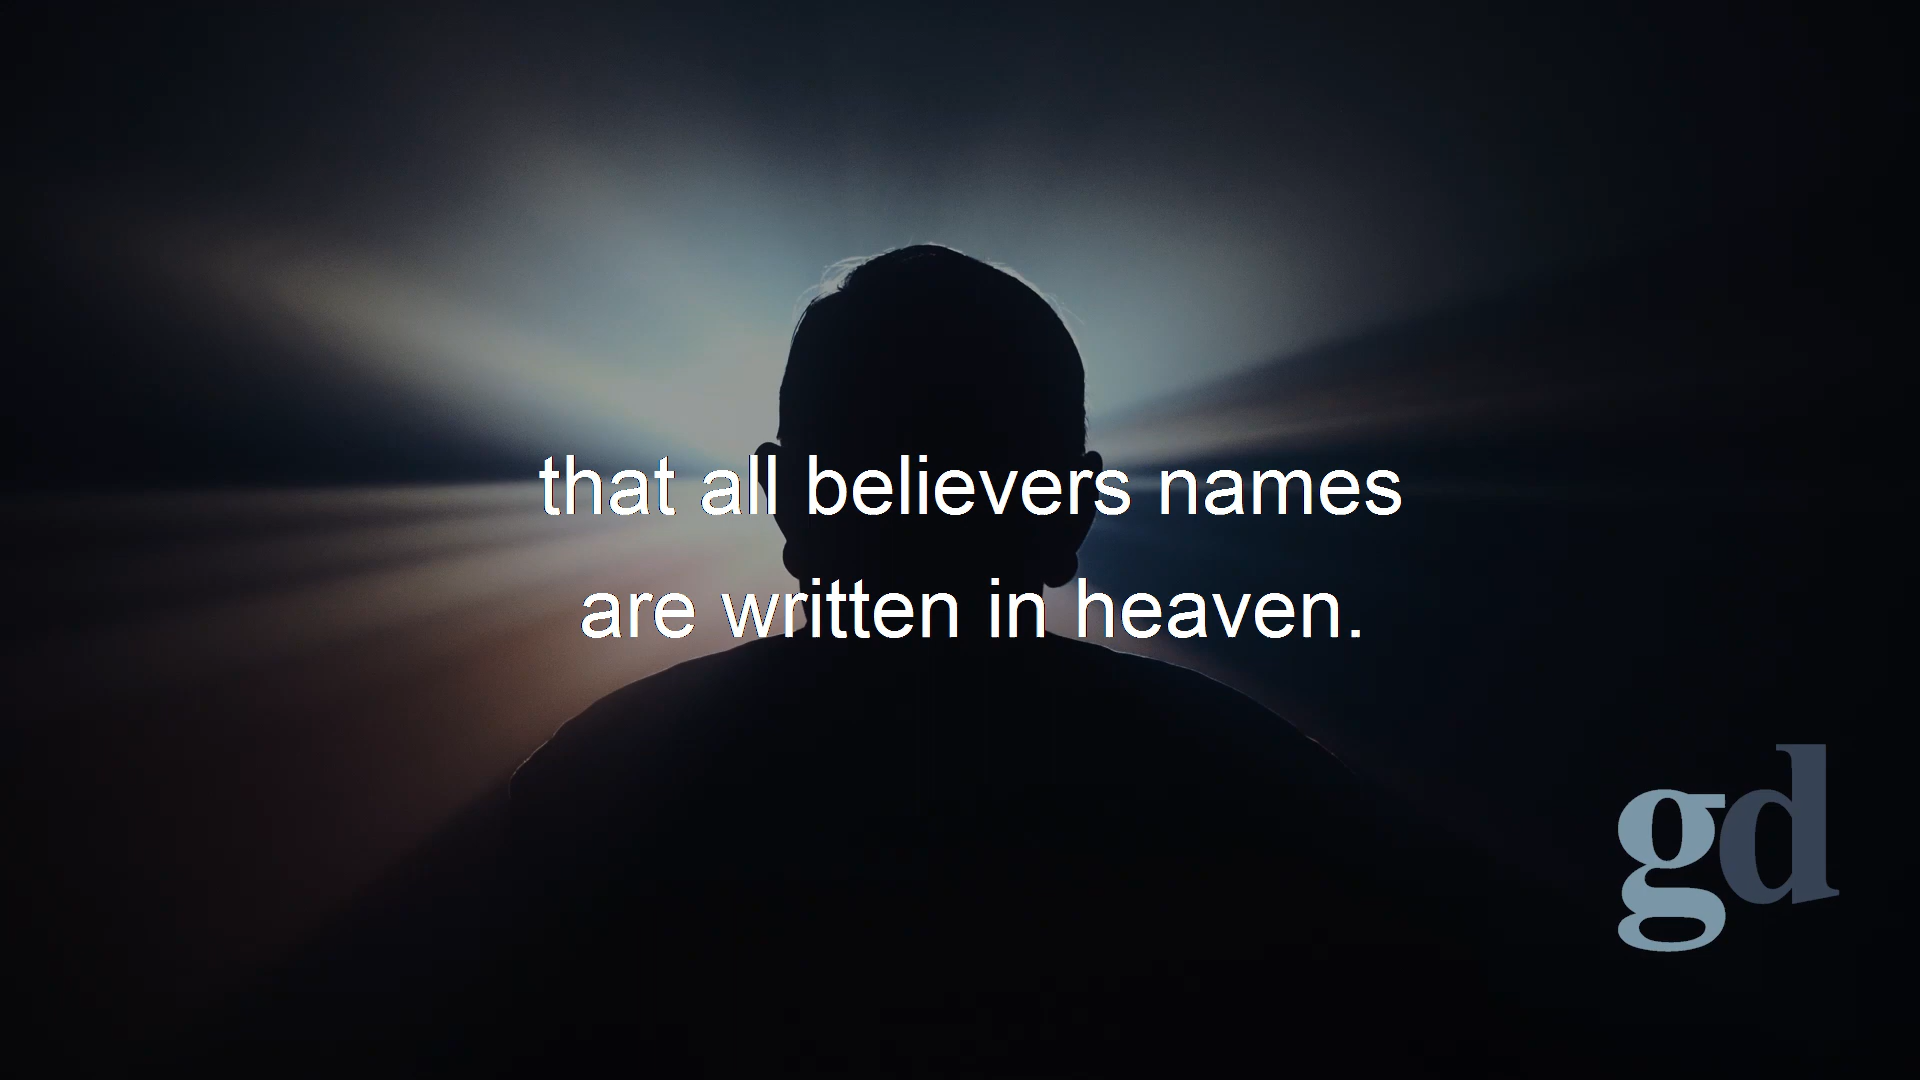 that all believers names
are written in heaven.
gd